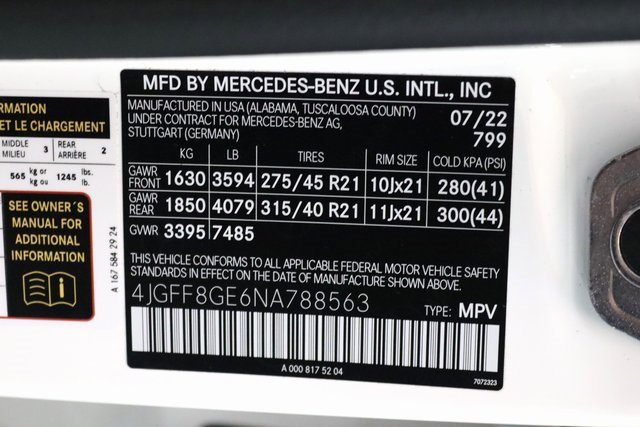 RMATION
ET LE CHARGEMENT
MIDDLE 3 REAR 2
MILIEU ARRIÈRE
565 kg or kg ou 1245 lbs. lb.
SEE OWNER´S
MANUAL FOR
ADDITIONAL
INFORMATION
A 167 584 29 24
MFD BY MERCEDES-BENZ U.S. INTL., INC
MANUFACTURED IN USA (ALABAMA, TUSCALOOSA COUNTY) 07/22
UNDER CONTRACT FOR MERCEDES-BENZ AG, 799
STUTTGART (GERMANY)
KG LB TIRES RIM SIZE COLD KPA (PSI)
GAWR FRONT 1630 3594 275/45 R21 10Jx21 280(41)
GAWR REAR 1850 4079 315/40 R21 11Jx21 300(44)
GVWR 3395 7485
THIS VEHICLE CONFORMS TO ALL APPLICABLE FEDERAL MOTOR VEHICLE SAFETY
STANDARDS IN EFFECT ON THE DATE OF MANUFACTURE SHOWN ABOVE.
4JGFF8GE6NA788563 TYPE: MPV
A 000 817 52 04
7072323